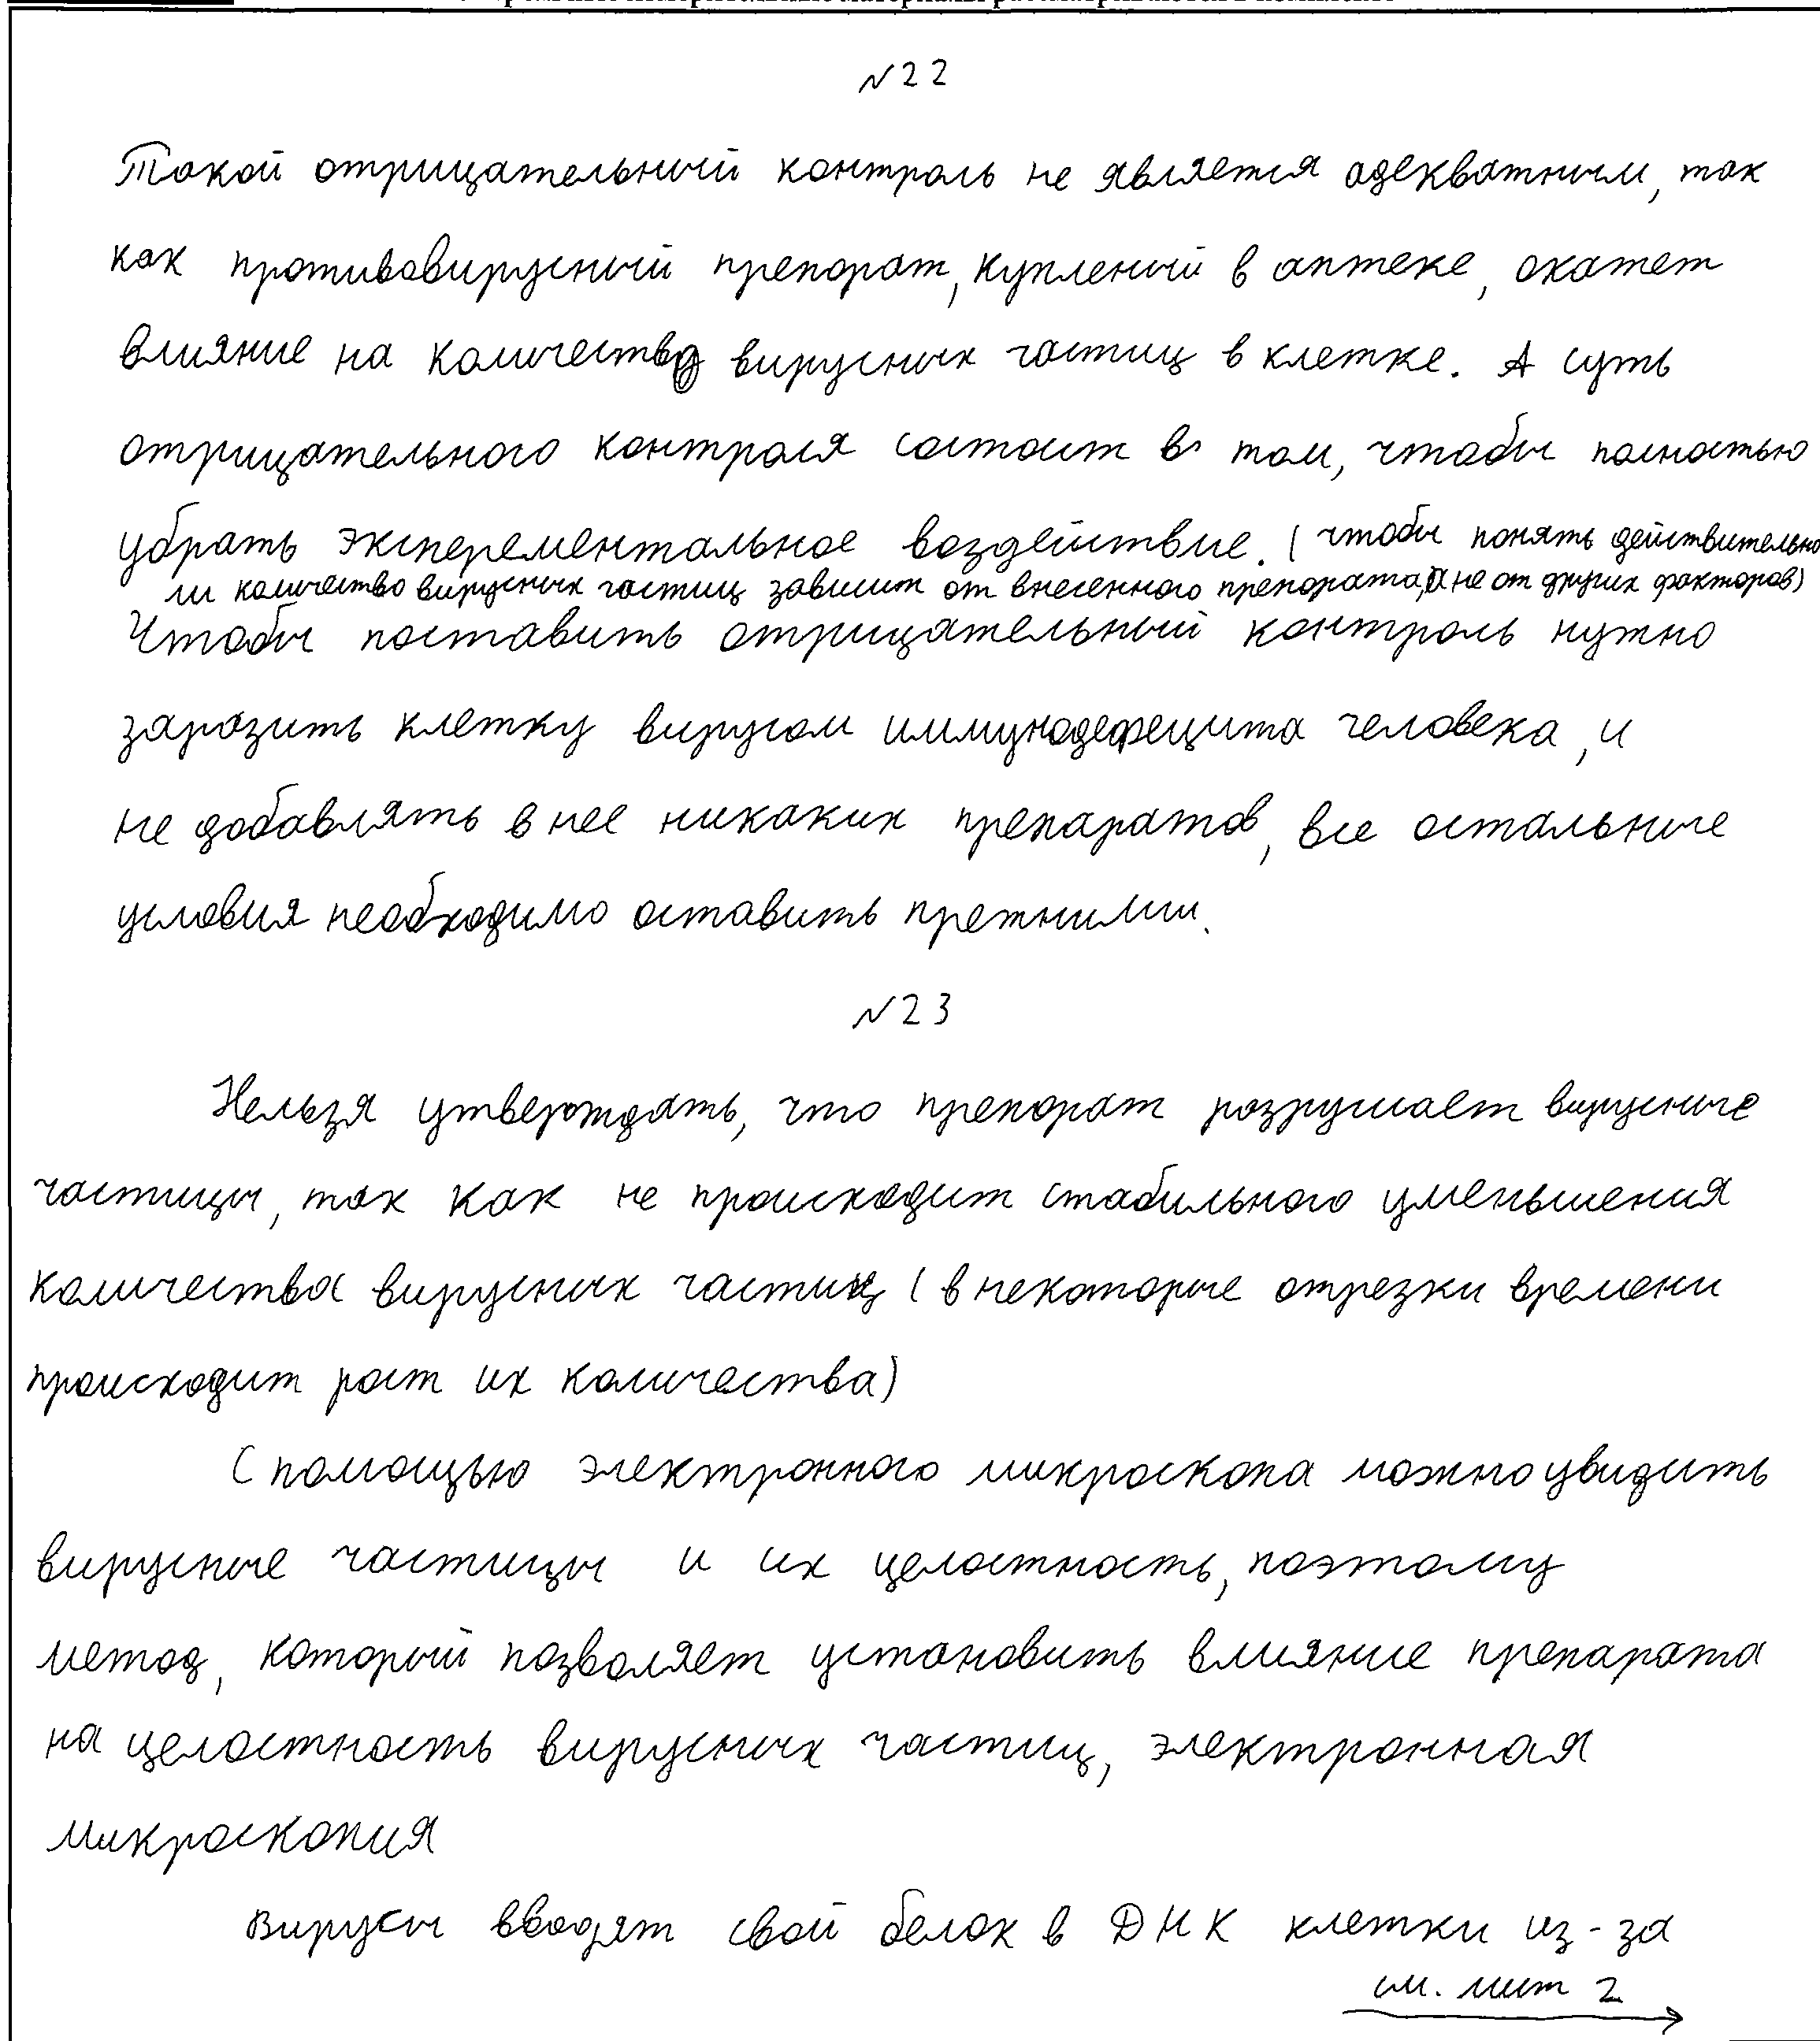 №22
Такой отрицательный контроль не является адекватным, так
как противовирусный препарат, купленый в аптеке, окажет
влияние на количество вирусных частиц в клетке. А суть
отрицательного контроля состоит в том, чтобы полностью
убрать эксперементальное воздействие. (чтобы понять действительно
ли количество вирусных частиц зависит от внесенного препарата, а не от других факторов)
Чтобы поставить отрицательный контроль нужно
заразить клетку вирусом иммунодефецита человека, и
не добавлять в нее никаких препаратов, все остальные
условия необходимо оставить прежними.
№23
Нельзя утверждать, что препарат разрушает вирусные
частицы, так как не происходит стабильного уменьшения
количества вирусных частиц (в некоторые отрезки времени
происходит рост их количества)
С помощью электронного микроскопа можно увидить
вирусные частицы и их целостность, поэтому
метод, который позволяет установить влияние препарата
на целостность вирусных частиц, электронная
микроскопия
Вирусы вводят свой белок в ДНК клетки из-за
см. лист 2